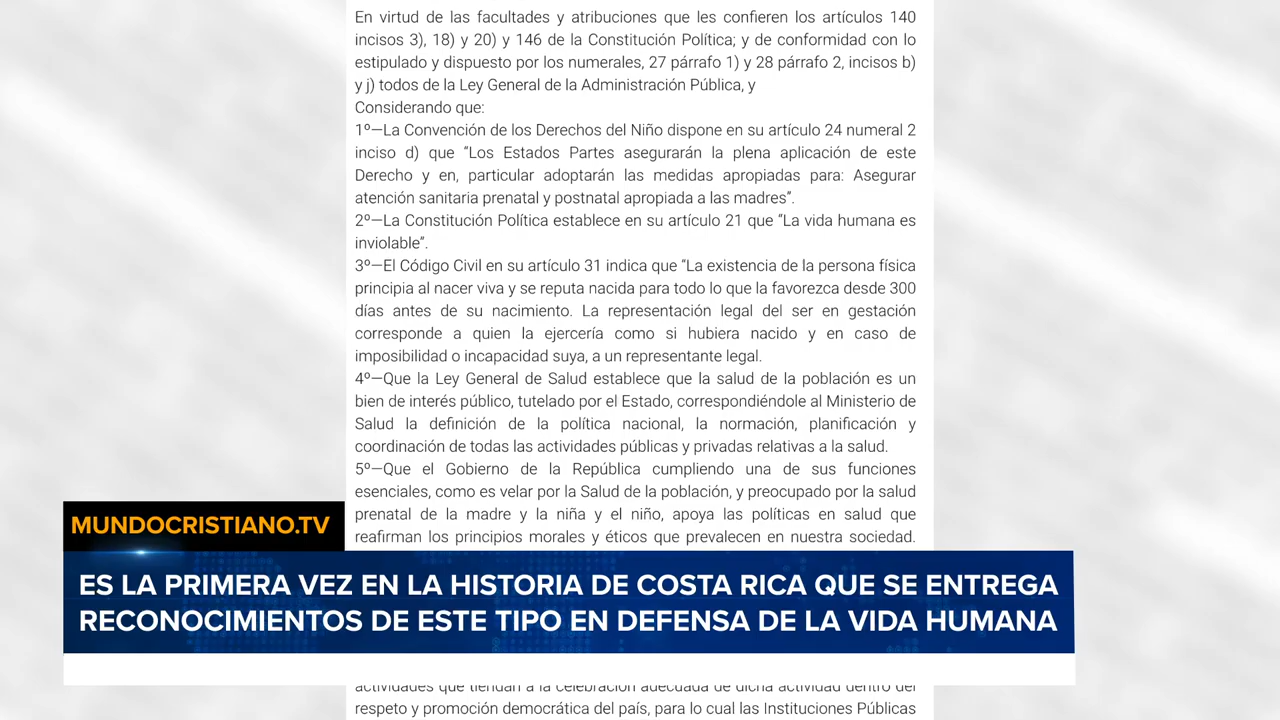 En virtud de las facultades y atribuciones que les confieren los artículos 140
incisos 3), 18) y 20) y 146 de la Constitución Política; y de conformidad con lo
estipulado y dispuesto por los numerales, 27 párrafo 1) y 28 párrafo 2, incisos b)
y j) todos de la Ley General de la Administración Pública, y
Considerando que:
1º—La Convención de los Derechos del Niño dispone en su artículo 24 numeral 2
inciso d) que “Los Estados Partes asegurarán la plena aplicación de este
Derecho y en, particular adoptarán las medidas apropiadas para: Asegurar
atención sanitaria prenatal y postnatal apropiada a las madres”.
2º—La Constitución Política establece en su artículo 21 que “La vida humana es
inviolable”.
3º—El Código Civil en su artículo 31 indica que “La existencia de la persona física
principia al nacer viva y se reputa nacida para todo lo que la favorezca desde 300
días antes de su nacimiento. La representación legal del ser en gestación
corresponde a quien la ejercería como si hubiera nacido y en caso de
imposibilidad o incapacidad suya, a un representante legal.
4º—Que la Ley General de Salud establece que la salud de la población es un
bien de interés público, tutelado por el Estado, correspondiéndole al Ministerio de
Salud la definición de la política nacional, la normación, planificación y
coordinación de todas las actividades públicas y privadas relativas a la salud.
5º—Que el Gobierno de la República cumpliendo una de sus funciones
esenciales, como es velar por la Salud de la población, y preocupado por la salud
prenatal de la madre y la niña y el niño, apoya las políticas en salud que
reafirman los principios morales y éticos que prevalecen en nuestra sociedad.
MUNDOCRISTIANO.TV
ES LA PRIMERA VEZ EN LA HISTORIA DE COSTA RICA QUE SE ENTREGA
RECONOCIMIENTOS DE ESTE TIPO EN DEFENSA DE LA VIDA HUMANA
actividades que tiendan a la celebración adecuada de dicha actividad dentro del
respeto y promoción democrática del país, para lo cual las Instituciones Públicas